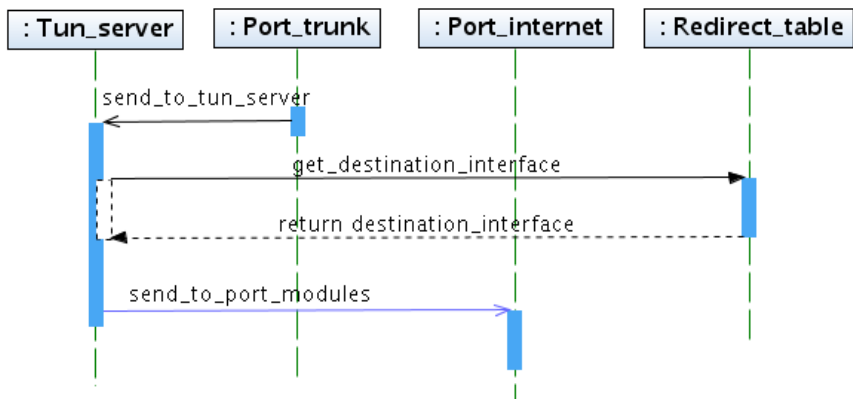 : Tun_server
: Port_trunk
: Port_internet
: Redirect_table
send_to_tun_server
get_destination_interface
return destination_interface
send_to_port_modules